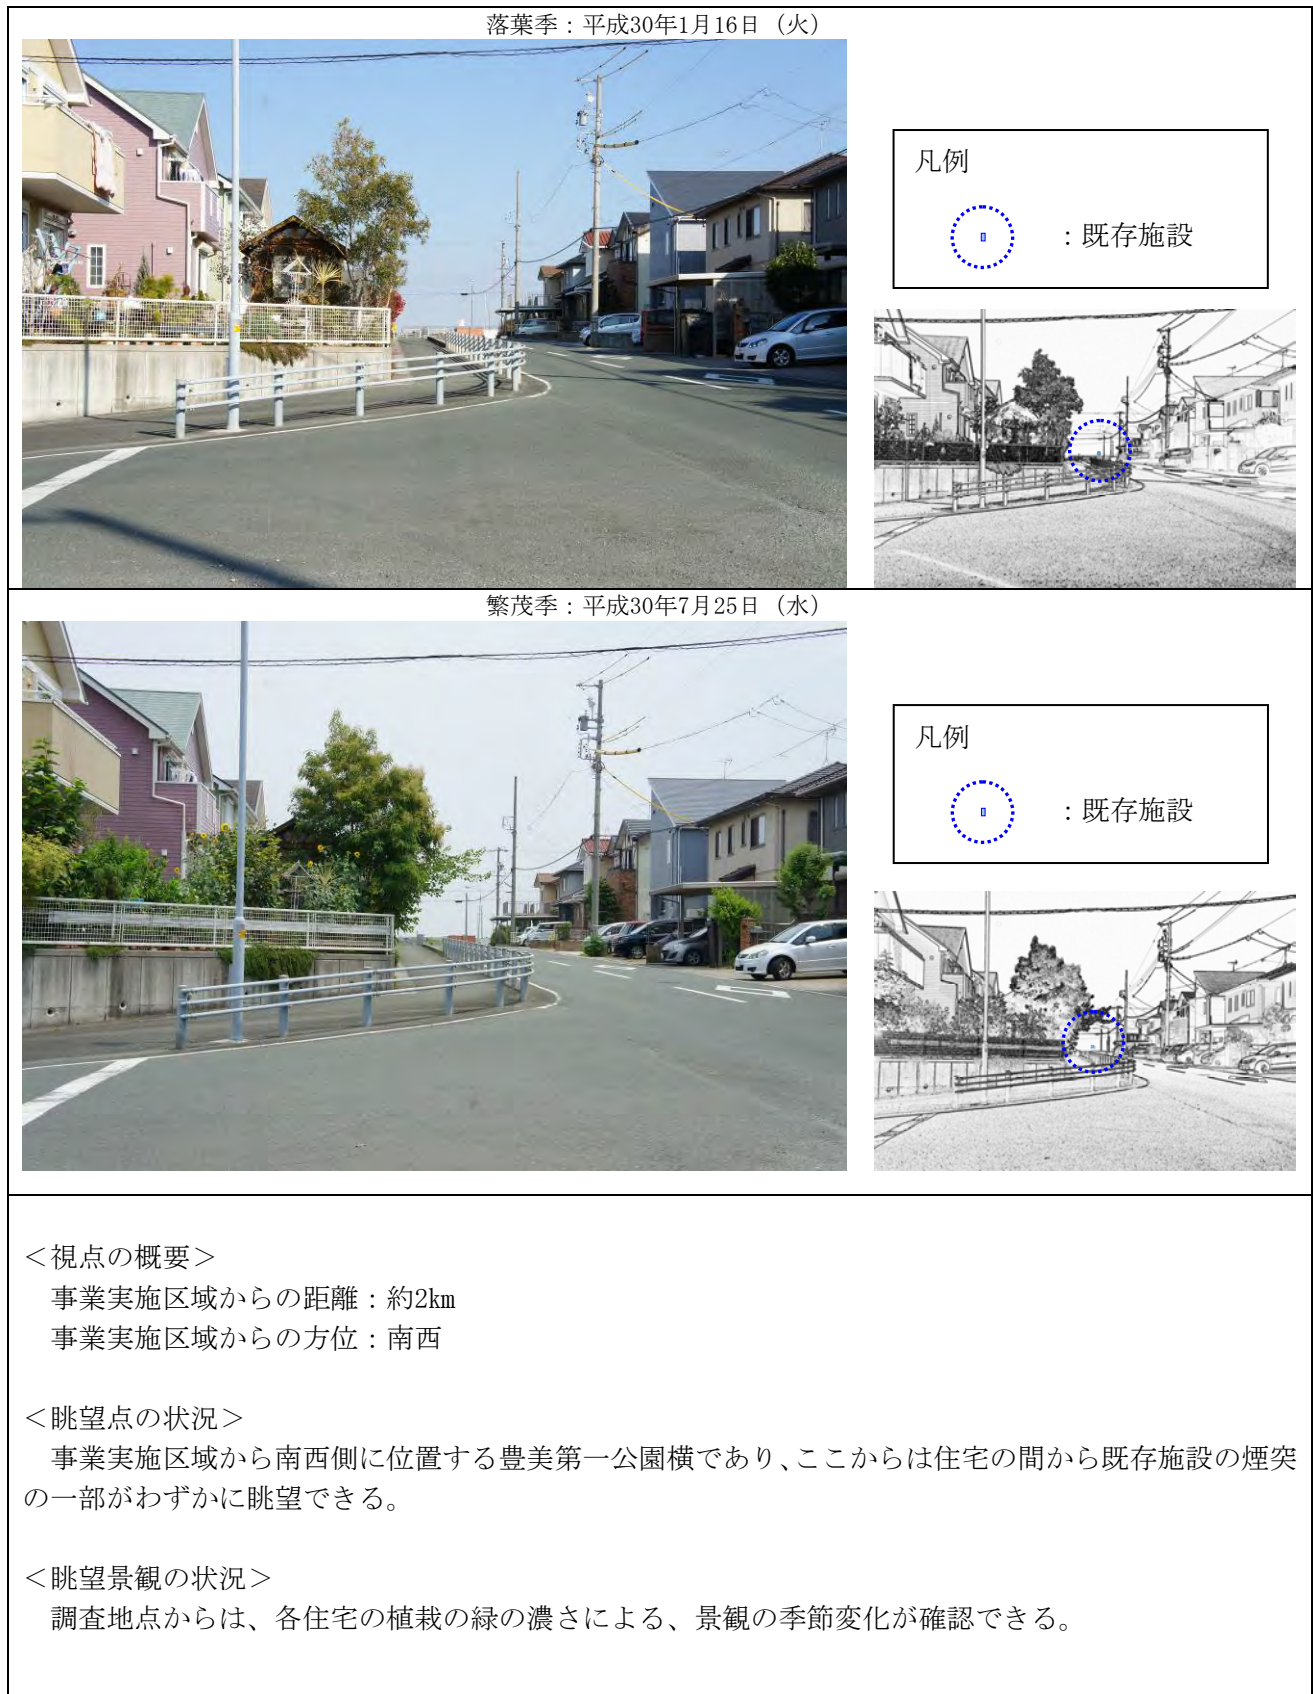 落葉季：平成30年1月16日（火）
凡例
：既存施設
繁茂季：平成30年7月25日（水）
凡例
：既存施設
＜視点の概要＞
事業実施区域からの距離：約2km
事業実施区域からの方位：南西
＜眺望点の状況＞
事業実施区域から南西側に位置する豊美第一公園横であり、ここからは住宅の間から既存施設の煙突
の一部がわずかに眺望できる。
＜眺望景観の状況＞
調査地点からは、各住宅の植栽の緑の濃さによる、景観の季節変化が確認できる。